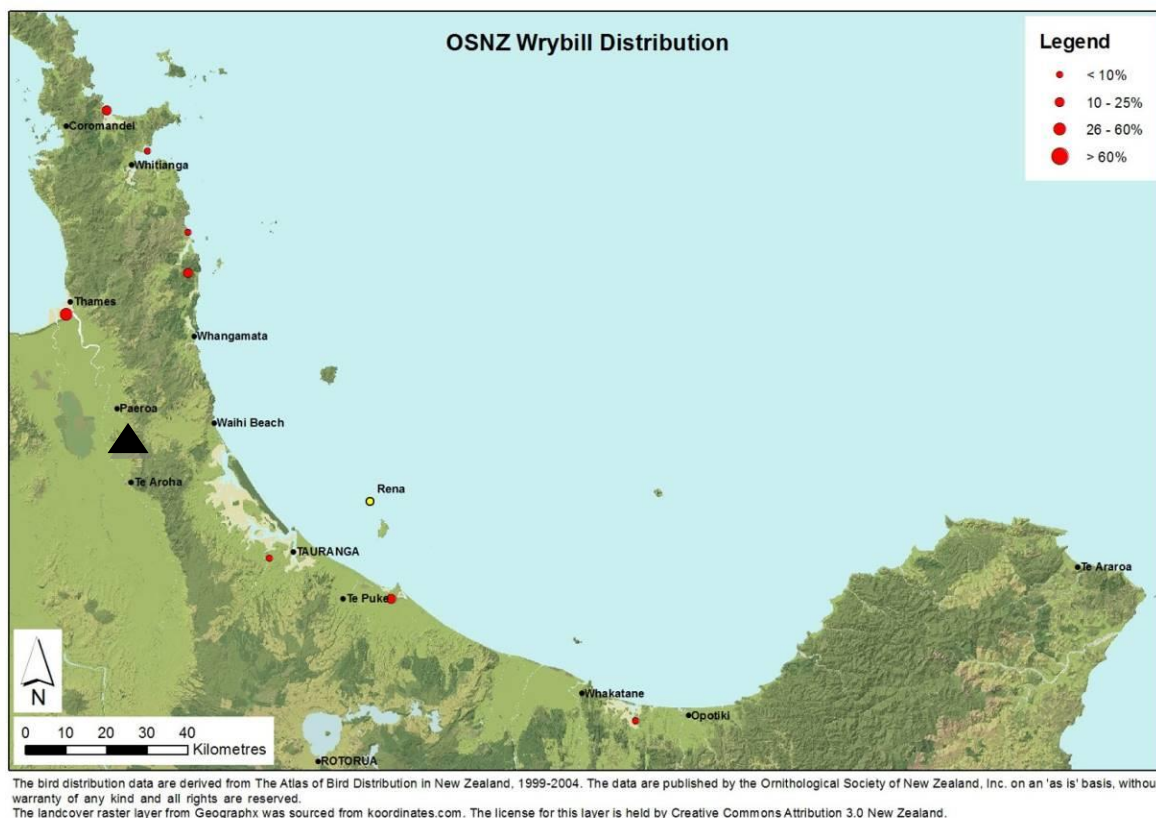 OSNZ Wrybill Distribution
Legend
< 10%
10 - 25%
26 - 60%
> 60%
Coromandel
Whitianga
Thames
Whangamata
Paeroa
Waihi Beach
Te Aroha
Rena
TAURANGA
Te Araroa
Te Puke
Whakatane
Opotiki
N
0 10 20 30 40
Kilometres
ROTORUA
The bird distribution data are derived from The Atlas of Bird Distribution in New Zealand, 1999-2004. The data are published by the Ornithological Society of New Zealand, Inc. on an 'as is' basis, withou
warranty of any kind and all rights are reserved.
The landcover raster layer from Geographx was sourced from koordinates.com. The license for this layer is held by Creative Commons Attribution 3.0 New Zealand.